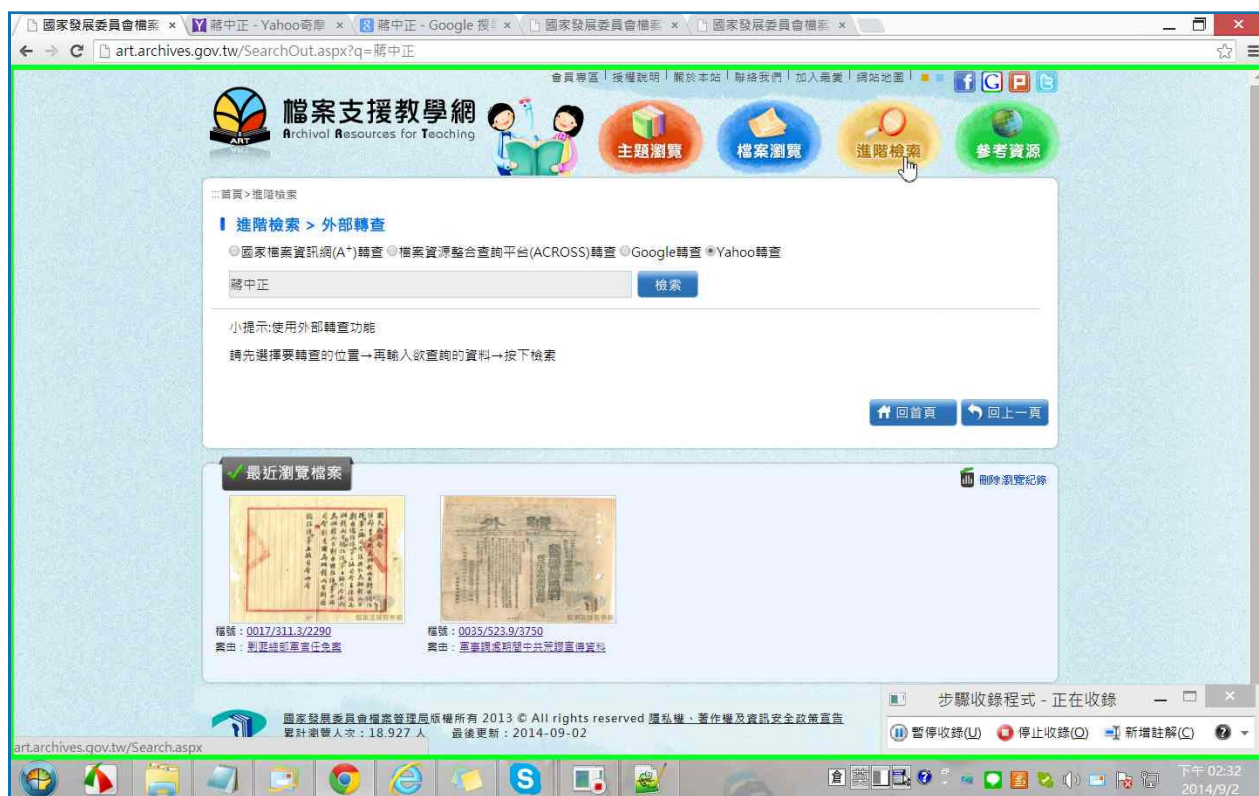 國家發展委員會檔案
蔣中正 - Yahoo奇摩
蔣中正 - Google 搜
國家發展委員會檔案
國家發展委員會檔案
art.archives.gov.tw/SearchOut.aspx?q=蔣中正
會員專區 | 授權說明 | 關於本站 | 聯絡我們 | 加入最愛 | 網站地圖 |
檔案支援教學網
Archival Resources for Teaching
ART
主題瀏覽
檔案瀏覽
進階檢索
參考資源
:::首頁>進階檢索
進階檢索 > 外部轉查
國家檔案資訊網(A+)轉查 檔案資源整合查詢平台(ACROSS)轉查 Google轉查 Yahoo轉查
蔣中正
檢索
小提示:使用外部轉查功能
請先選擇要轉查的位置→再輸入欲查詢的資料→按下檢索
回首頁
回上一頁
最近瀏覽檔案
刪除瀏覽紀錄
外 號
檔號:0017/311.3/2290
案由:剿匪總部軍官任免案
檔號:0035/523.9/3750
案由:軍事調處期間中共荒謬宣傳資料
國家發展委員會檔案管理局版權所有 2013 © All rights reserved 隱私權、著作權及資訊安全政策宣告
累計瀏覽人次:18,927 人 最後更新:2014-09-02
art.archives.gov.tw/Search.aspx
步驟收錄程式 - 正在收錄
暫停收錄(U)
停止收錄(O)
新增註解(C)
倉
英
下午 02:32
2014/9/2